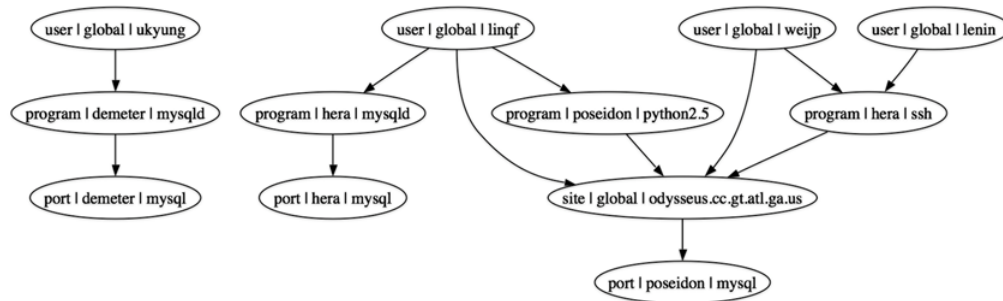 user | global | ukyung
user | global | linqf
user | global | weijp
user | global | lenin
program | demeter | mysqld
program | hera | mysqld
program | poseidon | python2.5
program | hera | ssh
port | demeter | mysql
port | hera | mysql
site | global | odysseus.cc.gt.atl.ga.us
port | poseidon | mysql